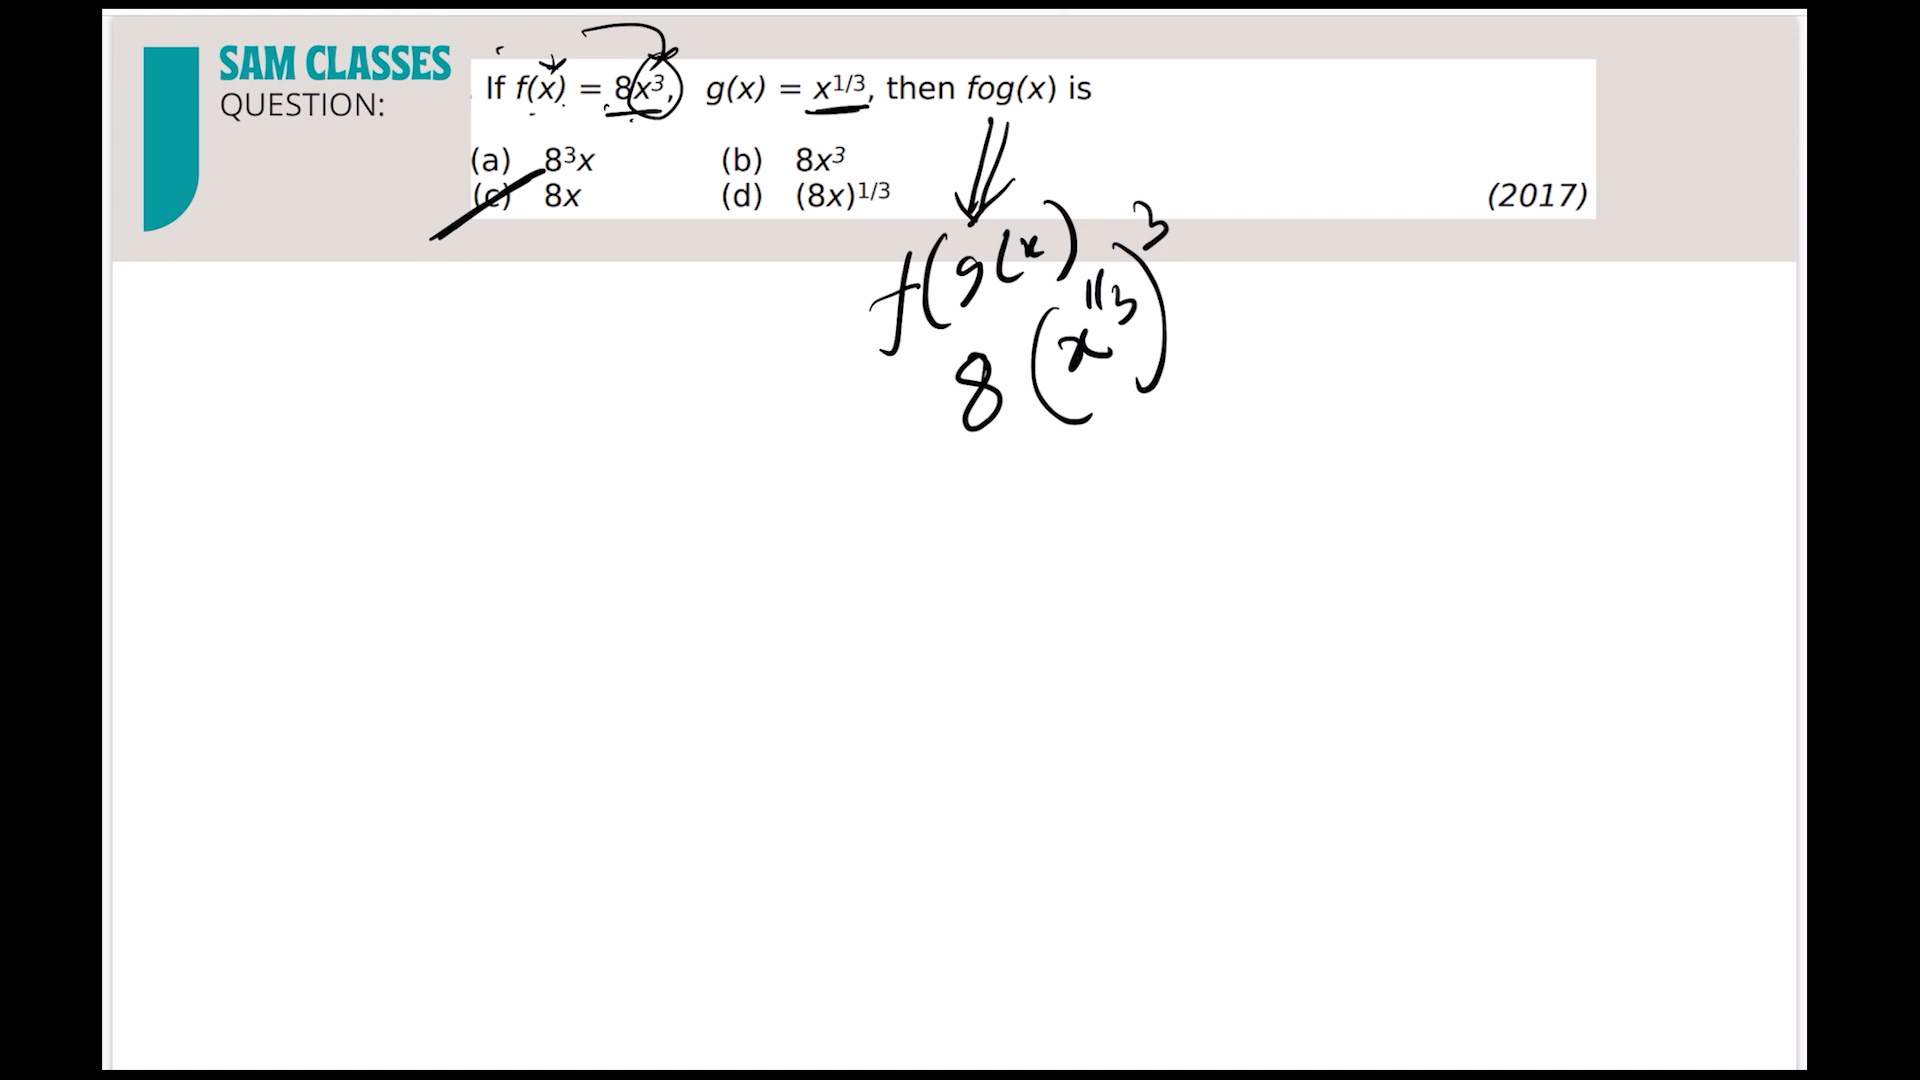 SAM CLASSES
QUESTION:
If f(x) = 8x³, g(x) = x^1/3, then fog(x) is
(a) 8³x (b) 8x³
(c) 8x (d) (8x)^1/3 (2017)
f(g(x))
8 (x^1/3)^3